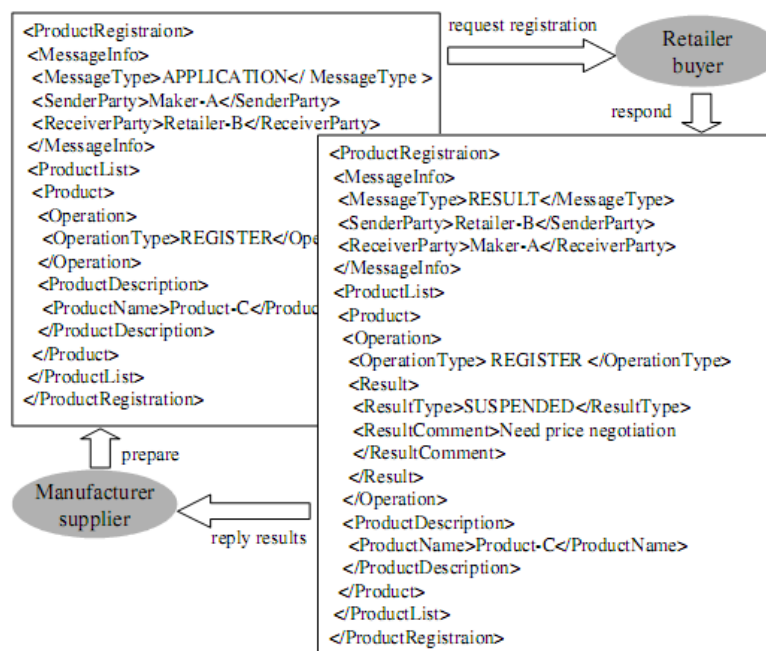 <ProductRegistraion>
<MessageInfo>
<MessageType>APPLICATION</ MessageType >
<SenderParty>Maker-A</SenderParty>
<ReceiverParty>Retailer-B</ReceiverParty>
</MessageInfo>
<ProductList>
<Product>
<Operation>
<OperationType>REGISTER</Ope
</Operation>
<ProductDescription>
<ProductName>Product-C</Produc
</ProductDescription>
</Product>
</ProductList>
</ProductRegistration>
request registration
Retailer
buyer
respond
<ProductRegistraion>
<MessageInfo>
<MessageType>RESULT</MessageType>
<SenderParty>Retailer-B</SenderParty>
<ReceiverParty>Maker-A</ReceiverParty>
</MessageInfo>
<ProductList>
<Product>
<Operation>
<OperationType> REGISTER </OperationType>
<Result>
<ResultType>SUSPENDED</ResultType>
<ResultComment>Need price negotiation
</ResultComment>
</Result>
</Operation>
<ProductDescription>
<ProductName>Product-C</ProductName>
</ProductDescription>
</Product>
</ProductList>
</ProductRegistraion>
prepare
Manufacturer
supplier
reply results